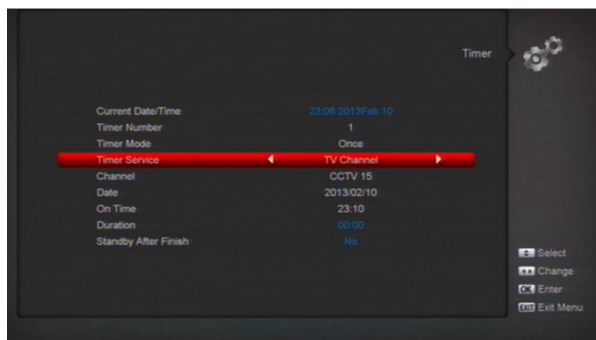 Timer
Current Date/Time 23:06 2013Feb.10
Timer Number 1
Timer Mode Once
Timer Service TV Channel
Channel CCTV 15
Date 2013/02/10
On Time 23:10
Duration 00:00
Standby After Finish No
Select
Change
OK Enter
EXIT Exit Menu